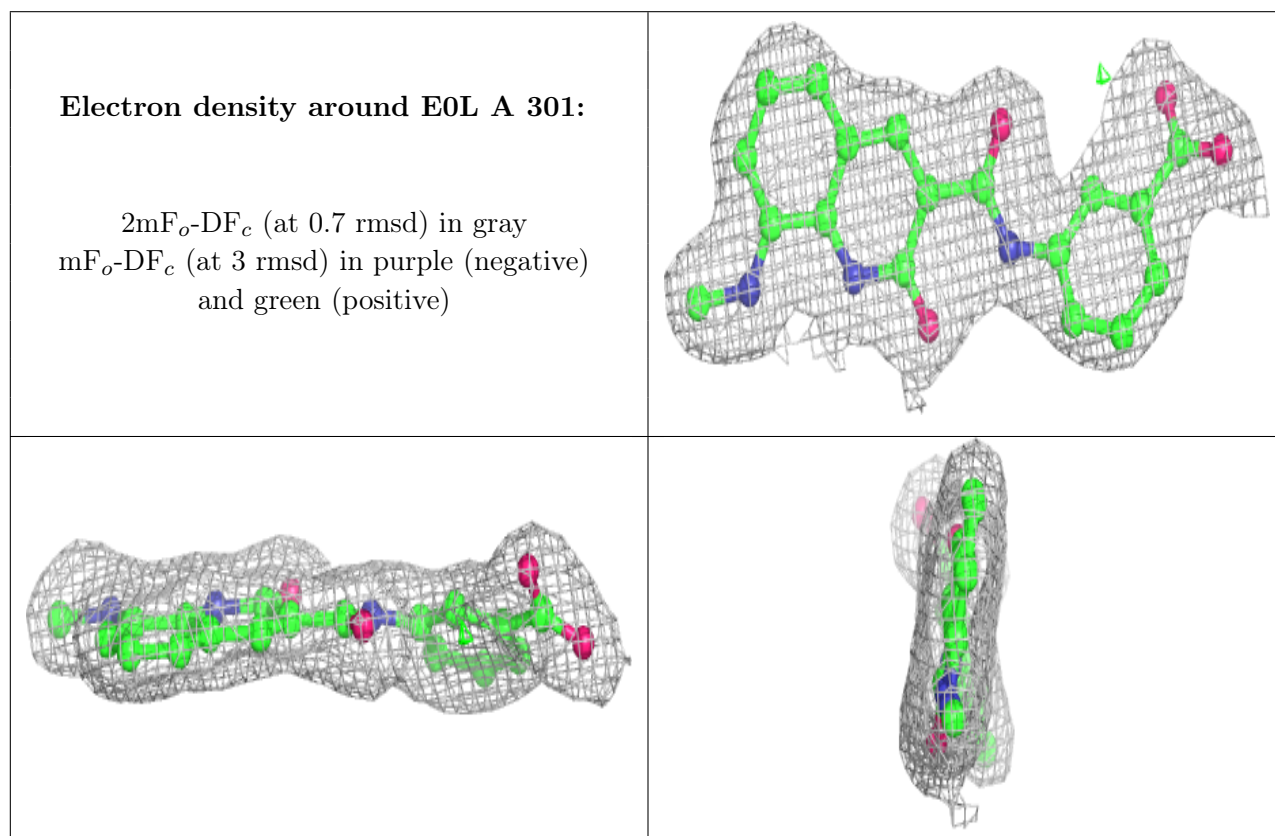 Electron density around E0L A 301:
2mFo-DFc (at 0.7 rmsd) in gray
mFo-DFc (at 3 rmsd) in purple (negative)
and green (positive)